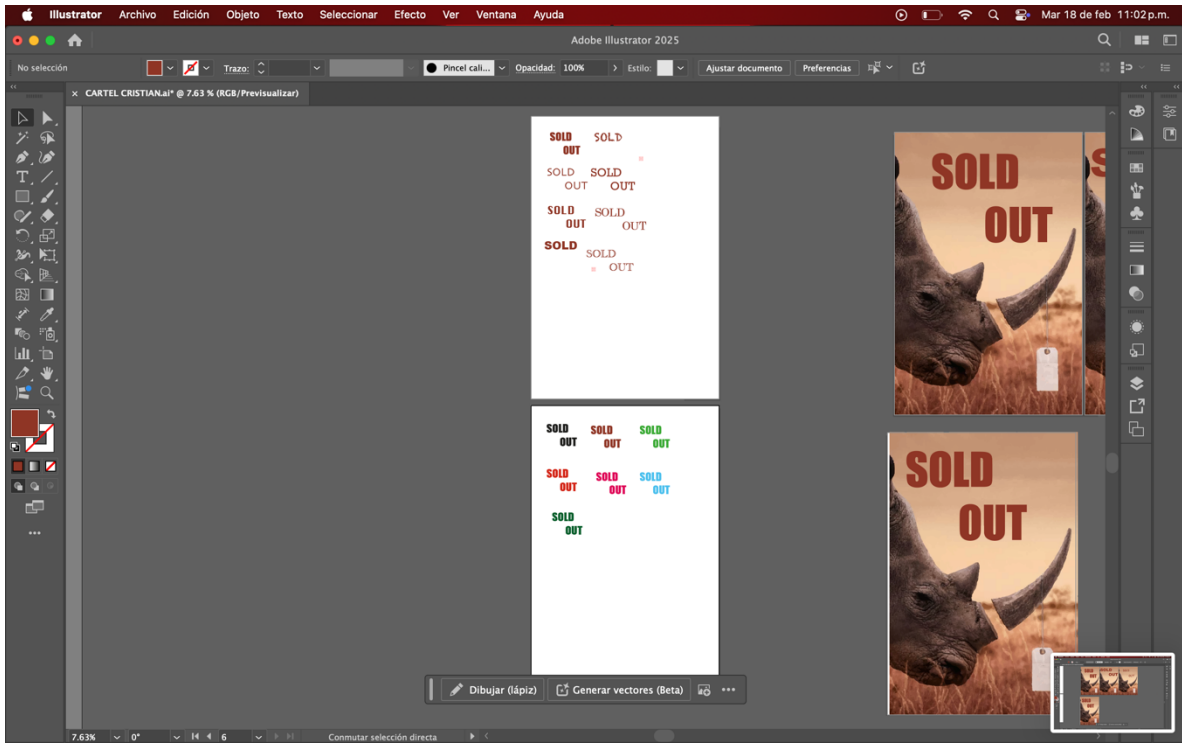 Illustrator Archivo Edición Objeto Texto Seleccionar Efecto Ver Ventana Ayuda Mar 18 de feb 11:02 p.m.
Adobe Illustrator 2025
No selección Trazo: Pincel cali... Opacidad: 100% Estilo: Ajustar documento Preferencias
× CARTEL CRISTIAN.ai* @ 7.63 % (RGB/Previsualizar)
SOLD SOLD
OUT
SOLD SOLD
OUT OUT
SOLD SOLD
OUT OUT
SOLD SOLD
OUT
SOLD
OUT
SOLD SOLD SOLD
OUT OUT OUT
SOLD SOLD SOLD
OUT OUT OUT
SOLD
OUT
SOLD
OUT
Dibujar (lápiz) Generar vectores (Beta)
7.63% 0° 6 Conmutar selección directa